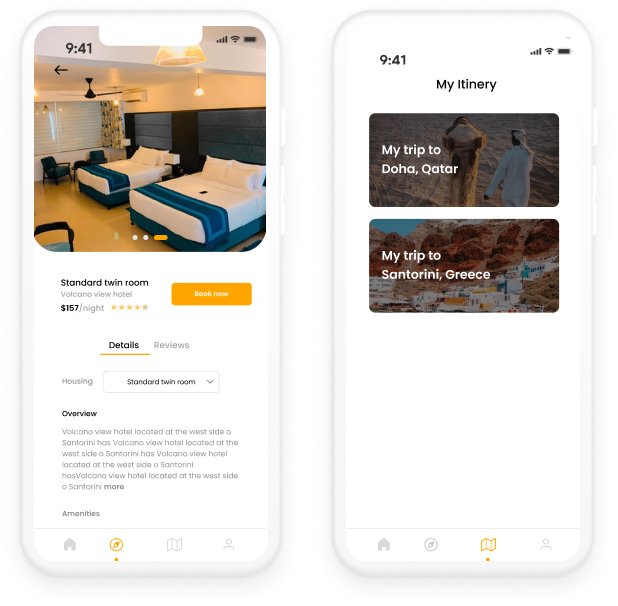 9:41
Standard twin room
Volcano view hotel
Book now
$157/night
Details Reviews
Housing
Standard twin room
Overview
Volcano view hotel located at the west side o
Santorini has Volcano view hotel located at the
west side o Santorini has Volcano view hotel
located at the west side o Santorini
hasVolcano view hotel located at the west side
o Santorini more
Amenities
9:41
My Itinery
My trip to
Doha, Qatar
My trip to
Santorini, Greece